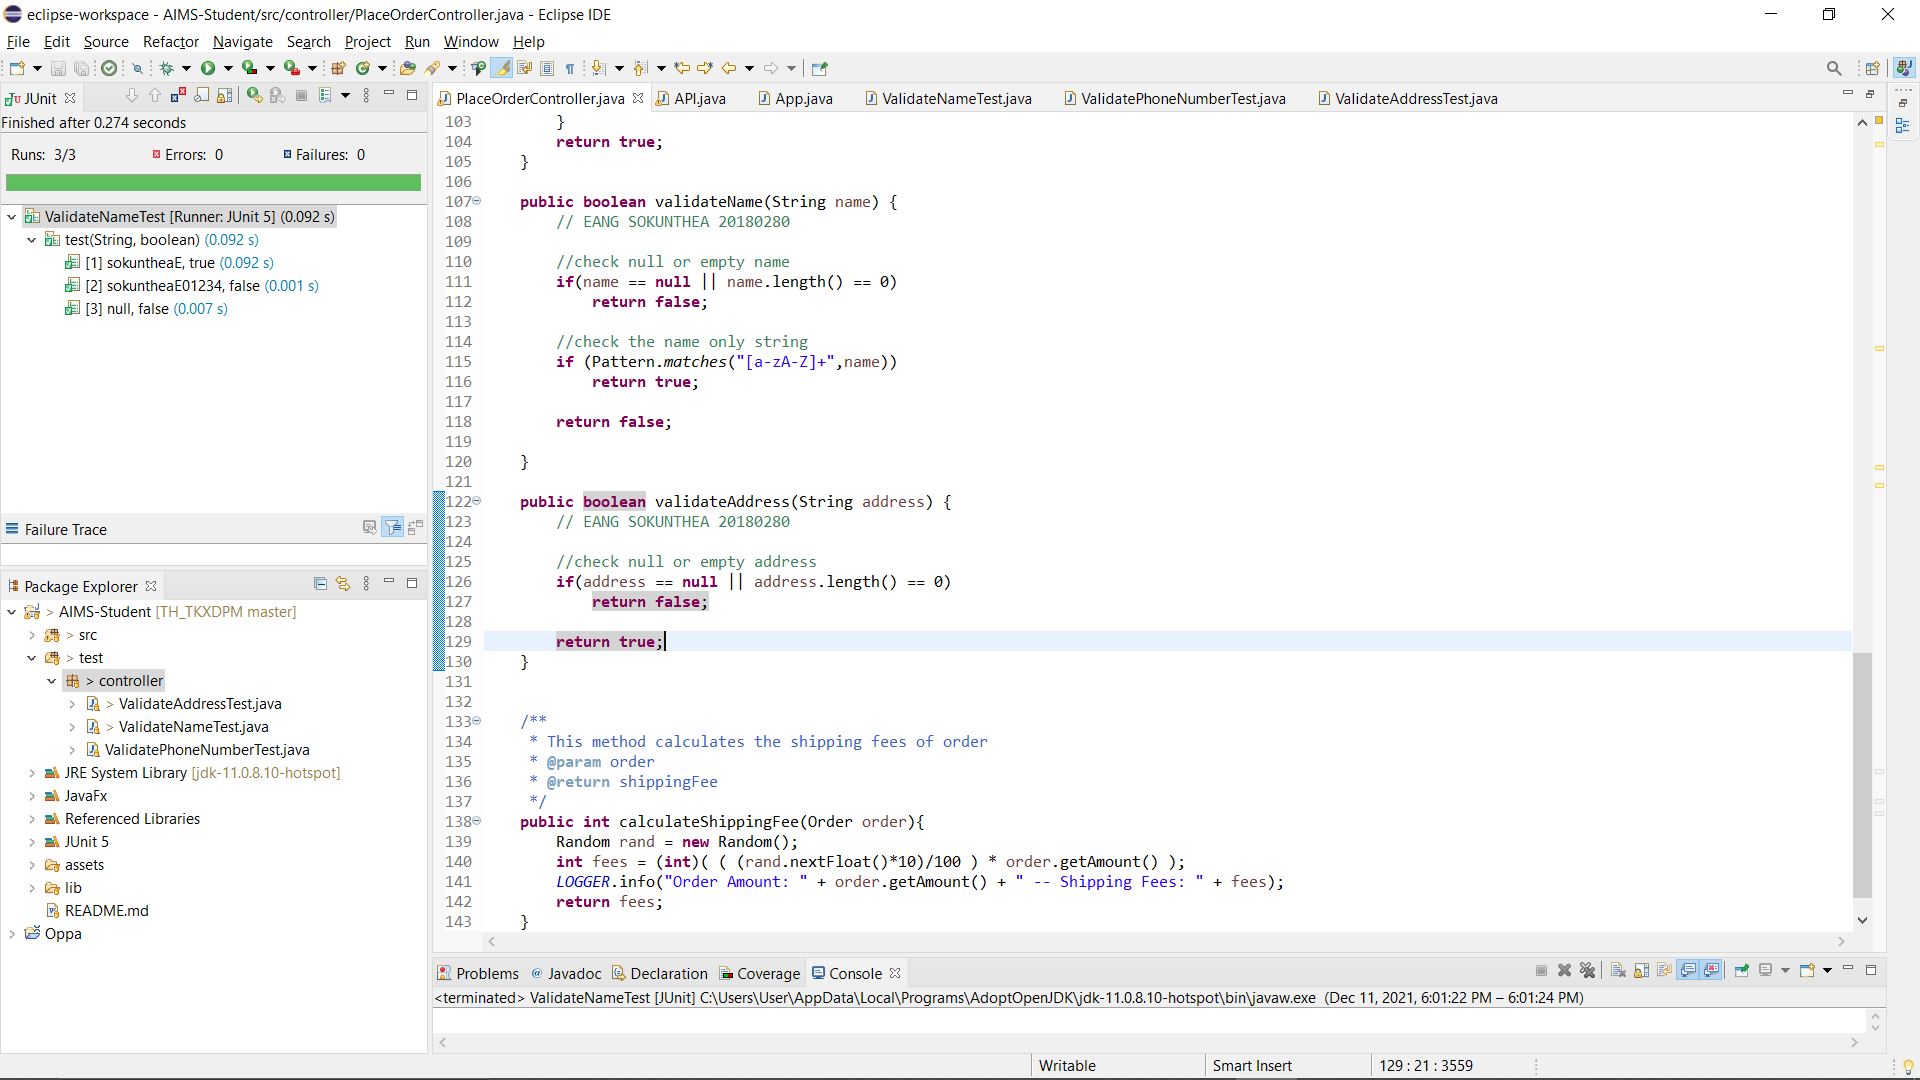 eclipse-workspace - AIMS-Student/src/controller/PlaceOrderController.java - Eclipse IDE
File Edit Source Refactor Navigate Search Project Run Window Help
JUnit
Finished after 0.274 seconds
Runs: 3/3 Errors: 0 Failures: 0
ValidateNameTest [Runner: JUnit 5] (0.092 s)
test(String, boolean) (0.092 s)
[1] sokuntheaE, true (0.092 s)
[2] sokuntheaE01234, false (0.001 s)
[3] null, false (0.007 s)
Failure Trace
Package Explorer
> AIMS-Student [TH_TKXDPM master]
> src
> test
> controller
> ValidateAddressTest.java
> ValidateNameTest.java
ValidatePhoneNumberTest.java
JRE System Library [jdk-11.0.8.10-hotspot]
JavaFx
Referenced Libraries
JUnit 5
assets
lib
README.md
Oppa
PlaceOrderController.java API.java App.java ValidateNameTest.java ValidatePhoneNumberTest.java ValidateAddressTest.java
103 }
104 return true;
105 }
106
107 public boolean validateName(String name) {
108 // EANG SOKUNTHEA 20180280
109
110 //check null or empty name
111 if(name == null || name.length() == 0)
112 return false;
113
114 //check the name only string
115 if (Pattern.matches("[a-zA-Z]+",name))
116 return true;
117
118 return false;
119
120 }
121
122 public boolean validateAddress(String address) {
123 // EANG SOKUNTHEA 20180280
124
125 //check null or empty address
126 if(address == null || address.length() == 0)
127 return false;
128
129 return true;
130 }
131
132
133 /**
134 * This method calculates the shipping fees of order
135 * @param order
136 * @return shippingFee
137 */
138 public int calculateShippingFee(Order order){
139 Random rand = new Random();
140 int fees = (int)( ( (rand.nextFloat()*10)/100 ) * order.getAmount() );
141 LOGGER.info("Order Amount: " + order.getAmount() + " -- Shipping Fees: " + fees);
142 return fees;
143 }
Problems Javadoc Declaration Coverage Console
<terminated> ValidateNameTest [JUnit] C:\Users\User\AppData\Local\Programs\AdoptOpenJDK\jdk-11.0.8.10-hotspot\bin\javaw.exe (Dec 11, 2021, 6:01:22 PM – 6:01:24 PM)
Writable Smart Insert 129 : 21 : 3559